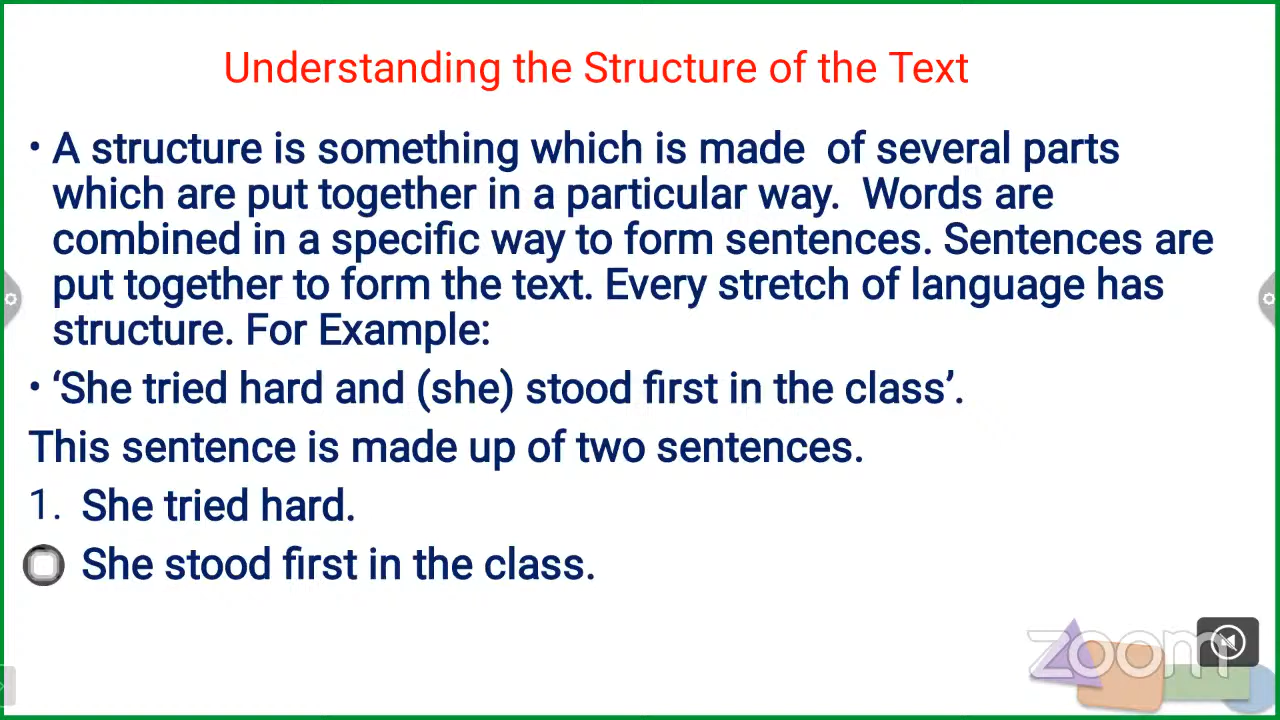 Understanding the Structure of the Text
• A structure is something which is made of several parts
which are put together in a particular way. Words are
combined in a specific way to form sentences. Sentences are
put together to form the text. Every stretch of language has
structure. For Example:
• ‘She tried hard and (she) stood first in the class’.
This sentence is made up of two sentences.
1. She tried hard.
She stood first in the class.
zoom